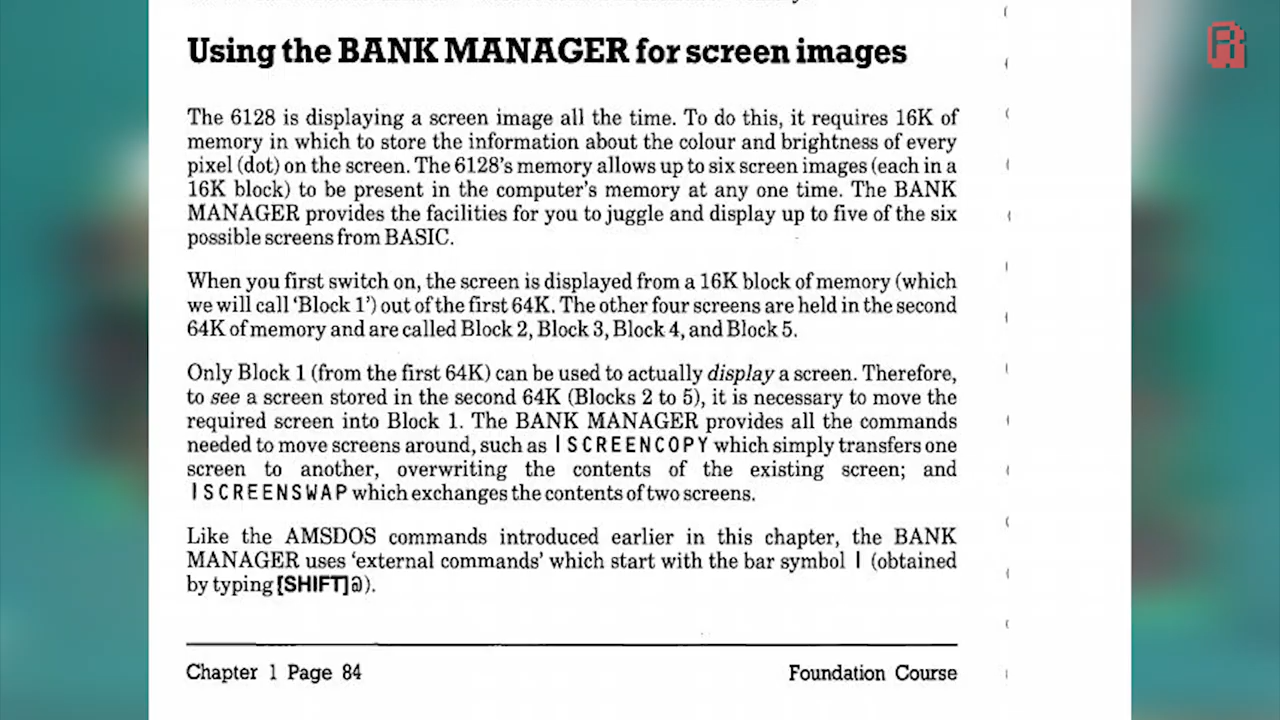 Using the BANK MANAGER for screen images
The 6128 is displaying a screen image all the time. To do this, it requires 16K of
memory in which to store the information about the colour and brightness of every
pixel (dot) on the screen. The 6128's memory allows up to six screen images (each in a
16K block) to be present in the computer's memory at any one time. The BANK
MANAGER provides the facilities for you to juggle and display up to five of the six
possible screens from BASIC.
When you first switch on, the screen is displayed from a 16K block of memory (which
we will call 'Block 1') out of the first 64K. The other four screens are held in the second
64K of memory and are called Block 2, Block 3, Block 4, and Block 5.
Only Block 1 (from the first 64K) can be used to actually display a screen. Therefore,
to see a screen stored in the second 64K (Blocks 2 to 5), it is necessary to move the
required screen into Block 1. The BANK MANAGER provides all the commands
needed to move screens around, such as |SCREENCOPY which simply transfers one
screen to another, overwriting the contents of the existing screen; and
|SCREENSWAP which exchanges the contents of two screens.
Like the AMSDOS commands introduced earlier in this chapter, the BANK
MANAGER uses 'external commands' which start with the bar symbol | (obtained
by typing [SHIFT]@).
Chapter 1 Page 84
Foundation Course